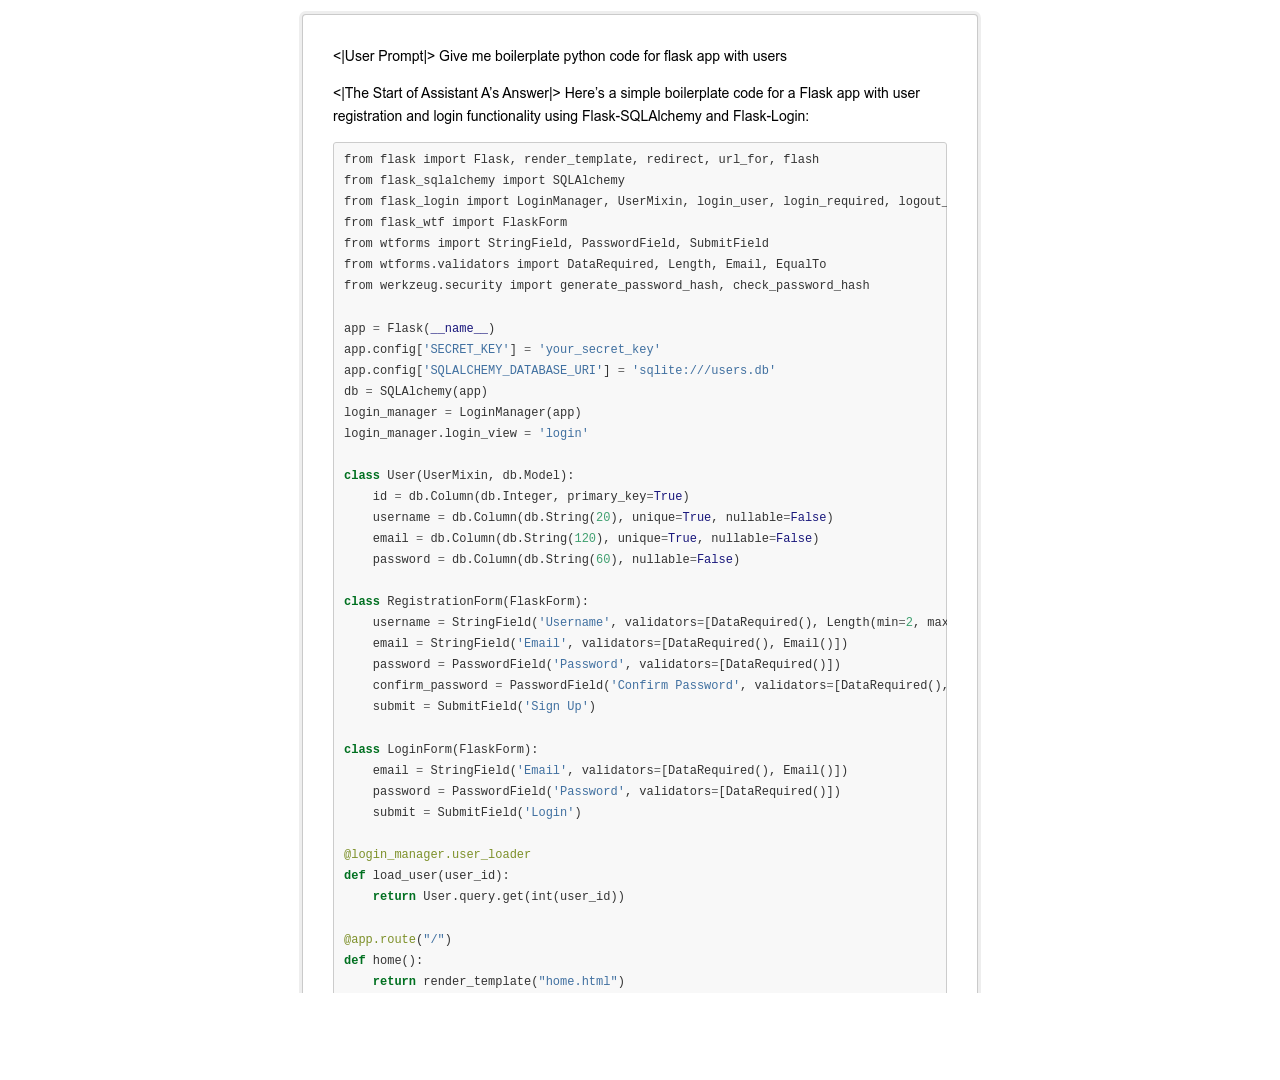 <|User Prompt|> Give me boilerplate python code for flask app with users
<|The Start of Assistant A’s Answer|> Here’s a simple boilerplate code for a Flask app with user
registration and login functionality using Flask-SQLAlchemy and Flask-Login:
from flask import Flask, render_template, redirect, url_for, flash
from flask_sqlalchemy import SQLAlchemy
from flask_login import LoginManager, UserMixin, login_user, login_required, logout_
from flask_wtf import FlaskForm
from wtforms import StringField, PasswordField, SubmitField
from wtforms.validators import DataRequired, Length, Email, EqualTo
from werkzeug.security import generate_password_hash, check_password_hash
app = Flask(__name__)
app.config['SECRET_KEY'] = 'your_secret_key'
app.config['SQLALCHEMY_DATABASE_URI'] = 'sqlite:///users.db'
db = SQLAlchemy(app)
login_manager = LoginManager(app)
login_manager.login_view = 'login'
class User(UserMixin, db.Model):
    id = db.Column(db.Integer, primary_key=True)
    username = db.Column(db.String(20), unique=True, nullable=False)
    email = db.Column(db.String(120), unique=True, nullable=False)
    password = db.Column(db.String(60), nullable=False)
class RegistrationForm(FlaskForm):
    username = StringField('Username', validators=[DataRequired(), Length(min=2, max
    email = StringField('Email', validators=[DataRequired(), Email()])
    password = PasswordField('Password', validators=[DataRequired()])
    confirm_password = PasswordField('Confirm Password', validators=[DataRequired(),
    submit = SubmitField('Sign Up')
class LoginForm(FlaskForm):
    email = StringField('Email', validators=[DataRequired(), Email()])
    password = PasswordField('Password', validators=[DataRequired()])
    submit = SubmitField('Login')
@login_manager.user_loader
def load_user(user_id):
    return User.query.get(int(user_id))
@app.route("/")
def home():
    return render_template("home.html")